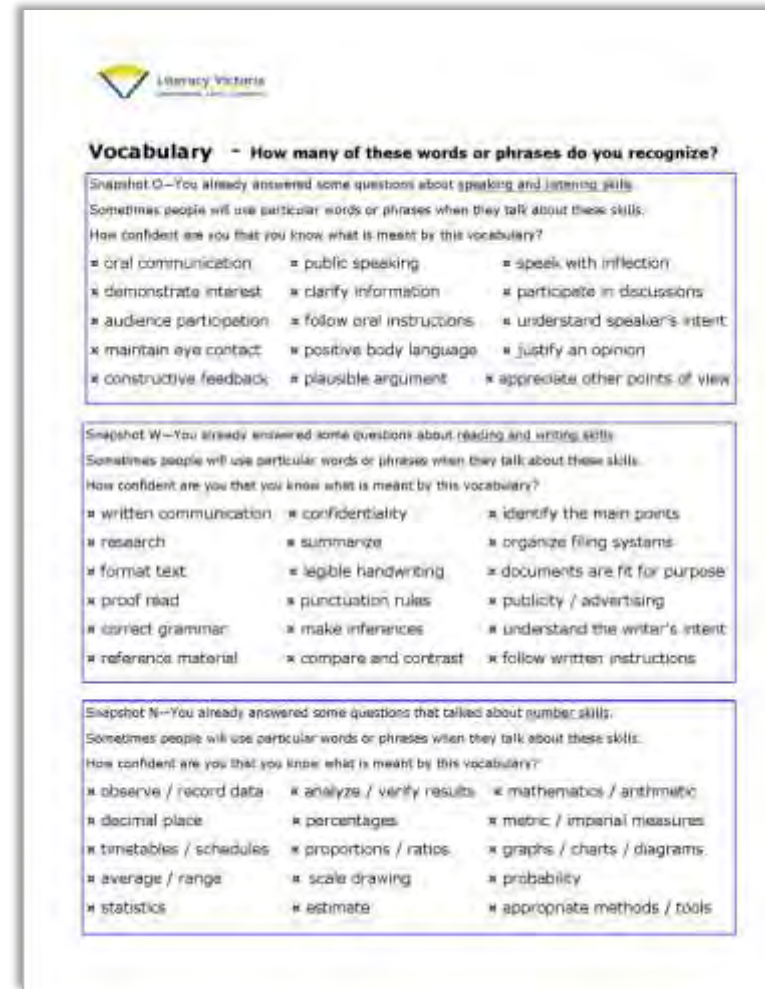 Literacy Victoria
Vocabulary - How many of these words or phrases do you recognize?
Snapshot O—You already answered some questions about speaking and listening skills
Sometimes people will use particular words or phrases when they talk about these skills.
How confident are you that you know what is meant by this vocabulary?
¤ oral communication ¤ public speaking ¤ speak with inflection
¤ demonstrate interest ¤ clarify information ¤ participate in discussions
¤ audience participation ¤ follow oral instructions ¤ understand speaker's intent
¤ maintain eye contact ¤ positive body language ¤ justify an opinion
¤ constructive feedback ¤ plausible argument ¤ appreciate other points of view
Snapshot W—You already answered some questions about reading and writing skills
Sometimes people will use particular words or phrases when they talk about these skills.
How confident are you that you know what is meant by this vocabulary?
¤ written communication ¤ confidentiality ¤ identify the main points
¤ research ¤ summarize ¤ organize filing systems
¤ format text ¤ legible handwriting ¤ documents are fit for purpose
¤ proof read ¤ punctuation rules ¤ publicity / advertising
¤ correct grammar ¤ make inferences ¤ understand the writer's intent
¤ reference material ¤ compare and contrast ¤ follow written instructions
Snapshot N—You already answered some questions that talked about number skills.
Sometimes people will use particular words or phrases when they talk about these skills.
How confident are you that you know what is meant by this vocabulary?
¤ observe / record data ¤ analyze / verify results ¤ mathematics / arithmetic
¤ decimal place ¤ percentages ¤ metric / imperial measures
¤ timetables / schedules ¤ proportions / ratios ¤ graphs / charts / diagrams
¤ average / range ¤ scale drawing ¤ probability
¤ statistics ¤ estimate ¤ appropriate methods / tools